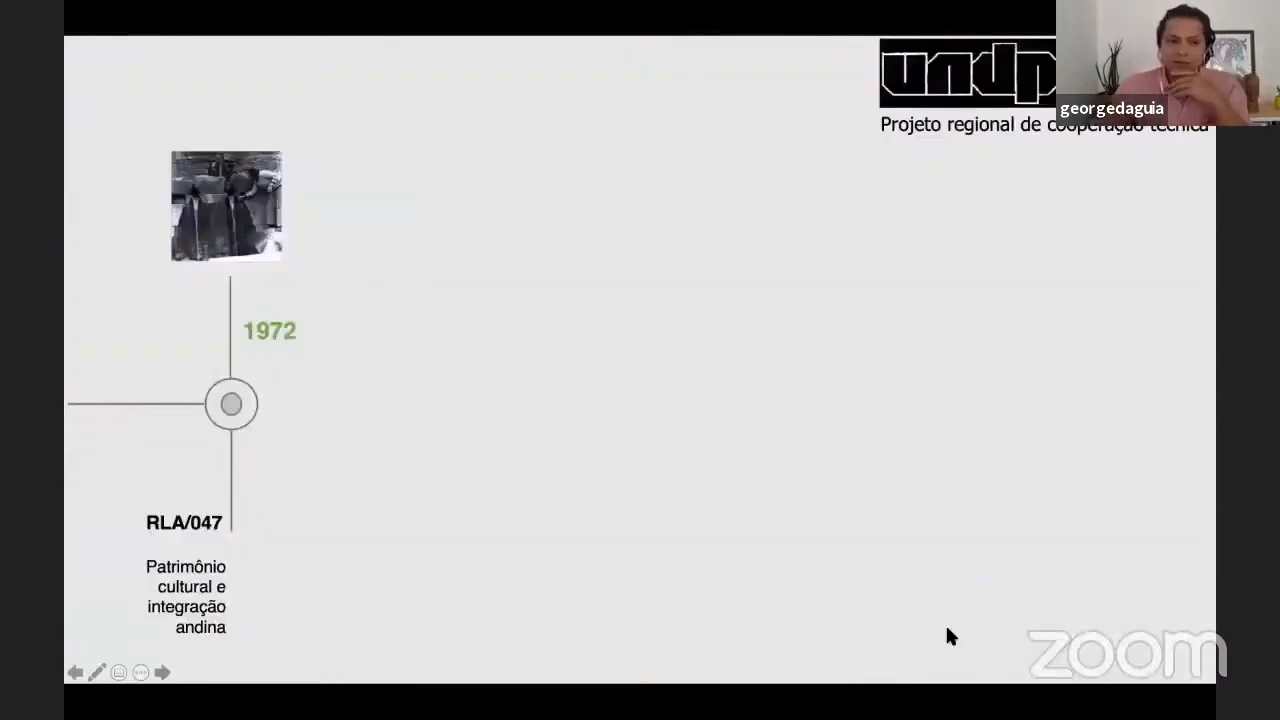 undp
georgedaguia
Projeto regional de cooperação técnica
1972
RLA/047
Patrimônio
cultural e
integração
andina
zoom